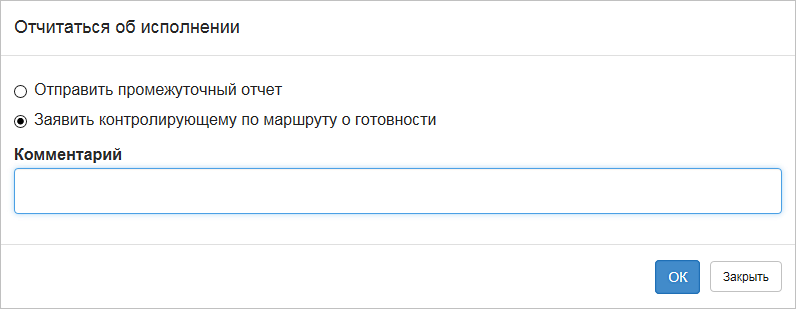 Отчитаться об исполнении
Отправить промежуточный отчет
Заявить контролирующему по маршруту о готовности
Комментарий
ОК Закрыть